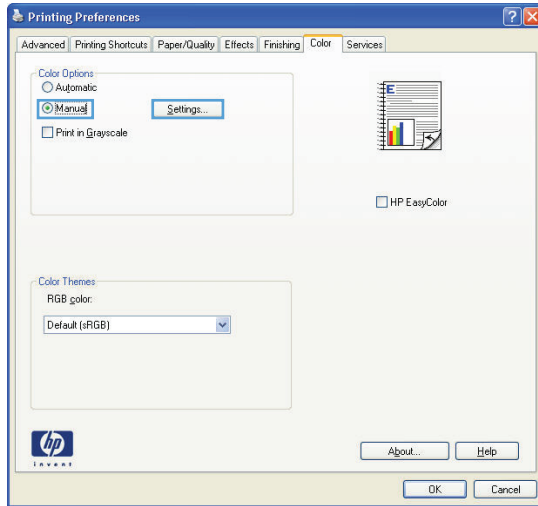 Printing Preferences
Advanced Printing Shortcuts Paper/Quality Effects Finishing Color Services
Color Options
Automatic
Manual Settings...
Print in Grayscale
E
HP EasyColor
Color Themes
RGB color:
Default (sRGB)
hp
invent
About... Help
OK Cancel